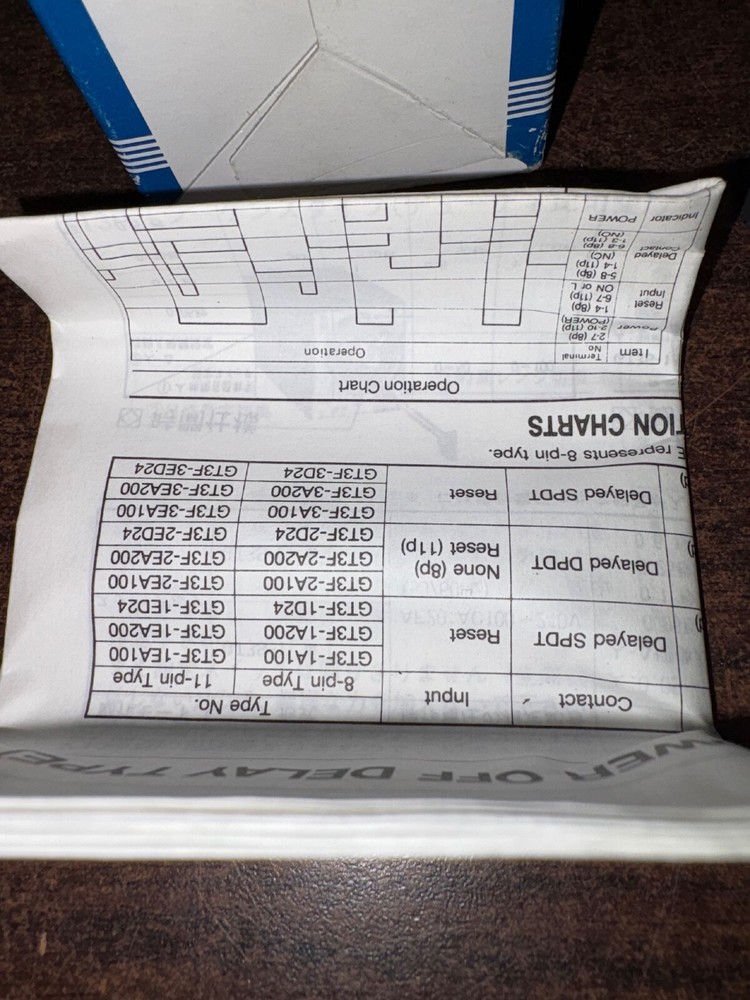 WER OFF DELAY TYPE)
Contact Input Type No.
8-pin Type 11-pin Type
GT3F-1A100 GT3F-1EA100
Delayed SPDT Reset GT3F-1A200 GT3F-1EA200
GT3F-1D24 GT3F-1ED24
GT3F-2A100 GT3F-2EA100
Delayed DPDT None (8p) GT3F-2A200 GT3F-2EA200
Reset (11p) GT3F-2D24 GT3F-2ED24
GT3F-3A100 GT3F-3EA100
Delayed SPDT Reset GT3F-3A200 GT3F-3EA200
GT3F-3D24 GT3F-3ED24
E represents 8-pin type.
TION CHARTS
Operation Chart
Item Terminal No. Operation
Power 2-7 (8p)
2-10 (11p)
(POWER)
Reset 1-4 (8p)
Input 6-7 (11p)
ON or L
Delayed 5-8 (8p)
1-4 (11p)
(NC)
Contact 6-8 (8p)
1-3 (11p)
(NO)
Indicator POWER